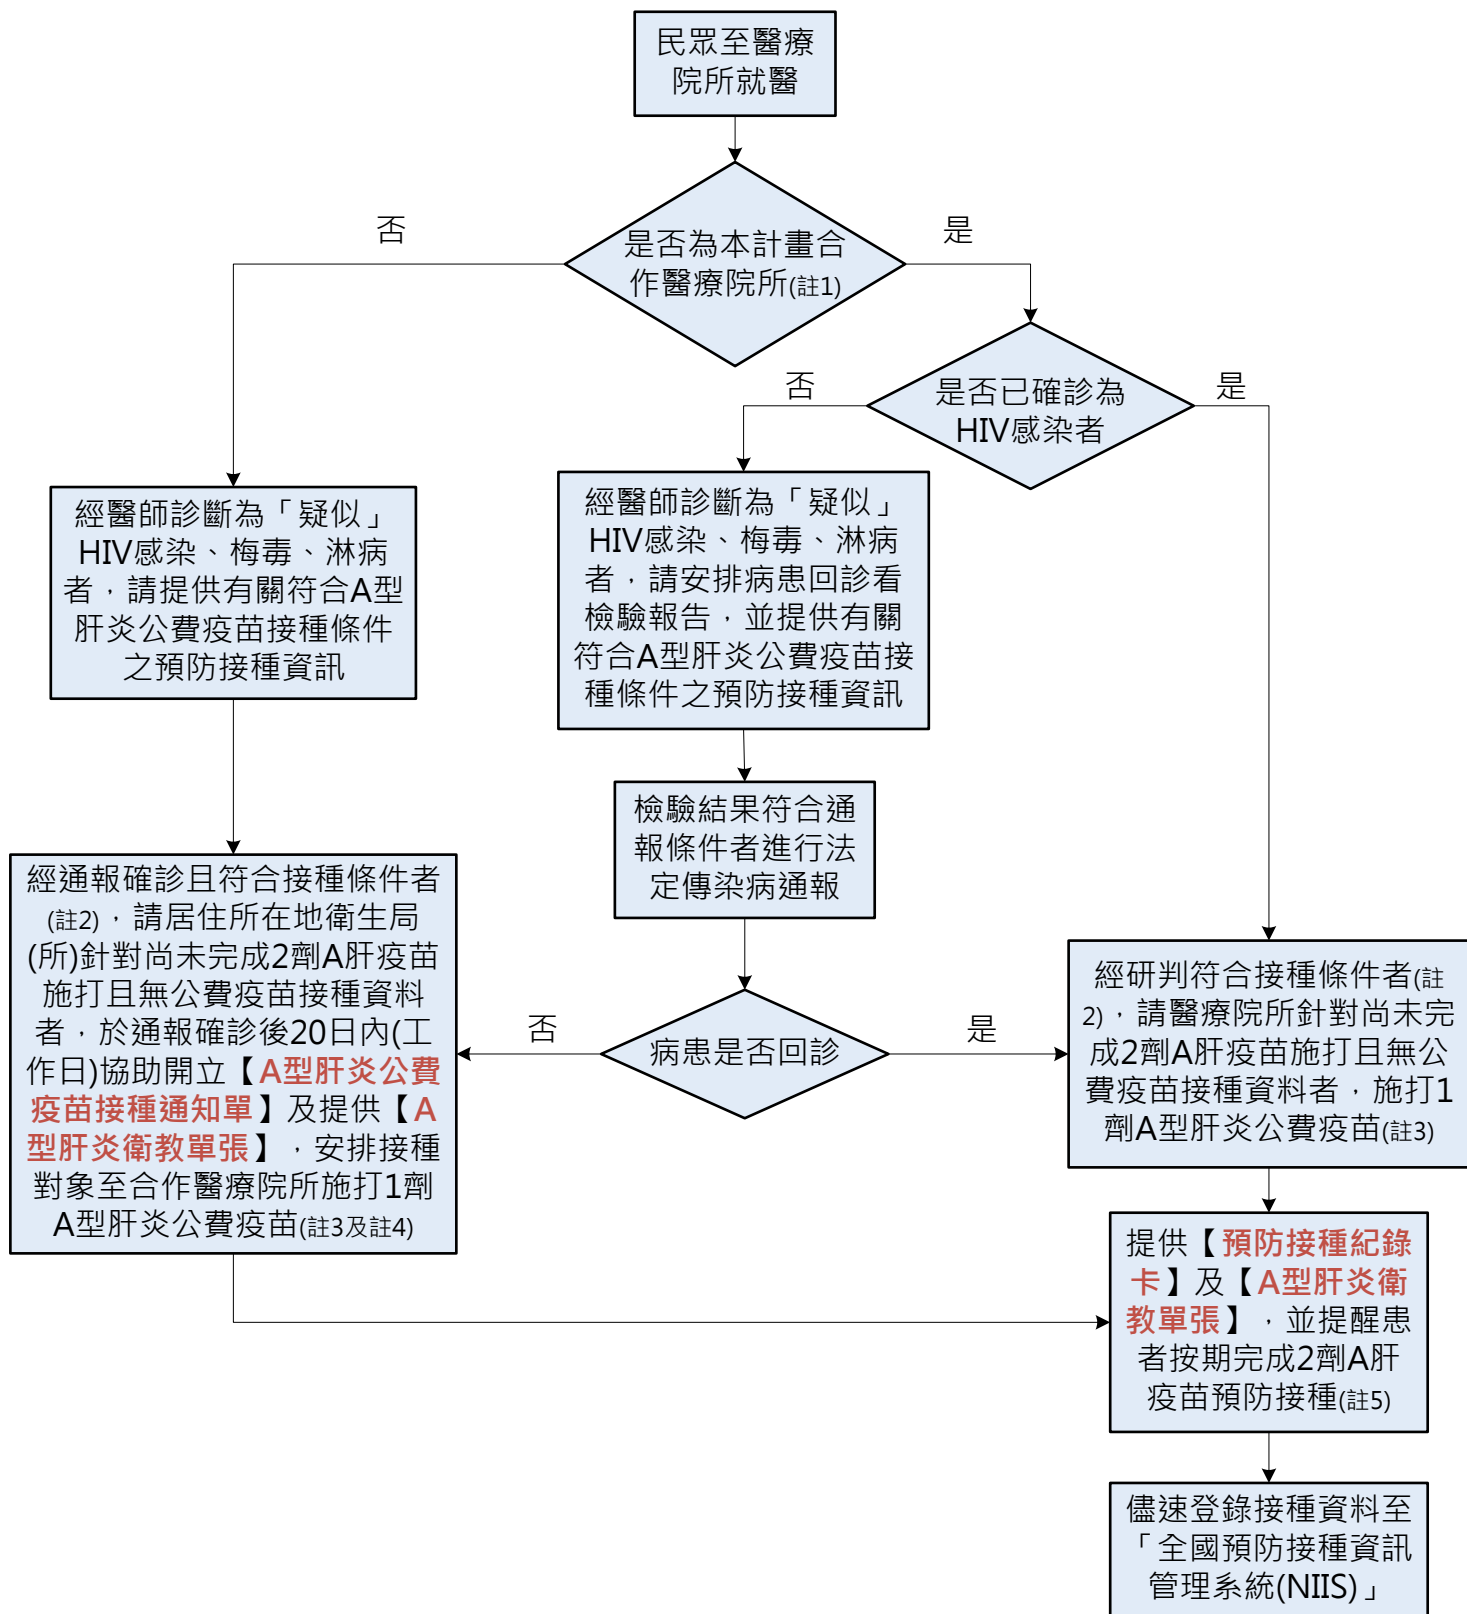 民眾至醫療
院所就醫
否
是
是否為本計畫合
作醫療院所(註1)
否
是
是否已確診為
HIV感染者
經醫師診斷為「疑似」
HIV感染、梅毒、淋病
者，請提供有關符合A型
肝炎公費疫苗接種條件
之預防接種資訊
經醫師診斷為「疑似」
HIV感染、梅毒、淋病
者，請安排病患回診看
檢驗報告，並提供有關
符合A型肝炎公費疫苗接
種條件之預防接種資訊
檢驗結果符合通
報條件者進行法
定傳染病通報
經通報確診且符合接種條件者
(註2)，請居住所在地衛生局
(所)針對尚未完成2劑A肝疫苗
施打且無公費疫苗接種資料
者，於通報確診後20日內(工
作日)協助開立【A型肝炎公費
疫苗接種通知單】及提供【A
型肝炎衛教單張】，安排接種
對象至合作醫療院所施打1劑
A型肝炎公費疫苗(註3及註4)
否
病患是否回診
是
經研判符合接種條件者(註
2)，請醫療院所針對尚未完
成2劑A肝疫苗施打且無公
費疫苗接種資料者，施打1
劑A型肝炎公費疫苗(註3)
提供【預防接種紀錄
卡】及【A型肝炎衛
教單張】，並提醒患
者按期完成2劑A肝
疫苗預防接種(註5)
儘速登錄接種資料至
「全國預防接種資訊
管理系統(NIIS)」